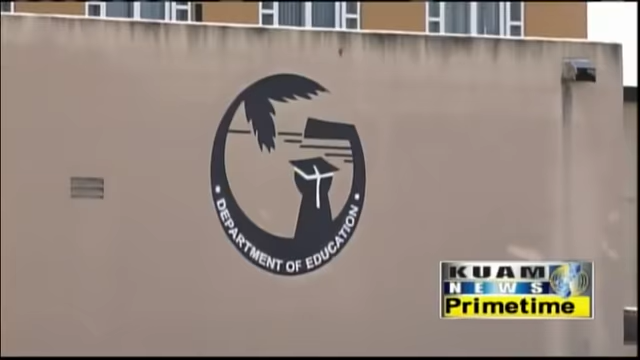 • DEPARTMENT OF EDUCATION •
KUAM
NEWS
Primetime